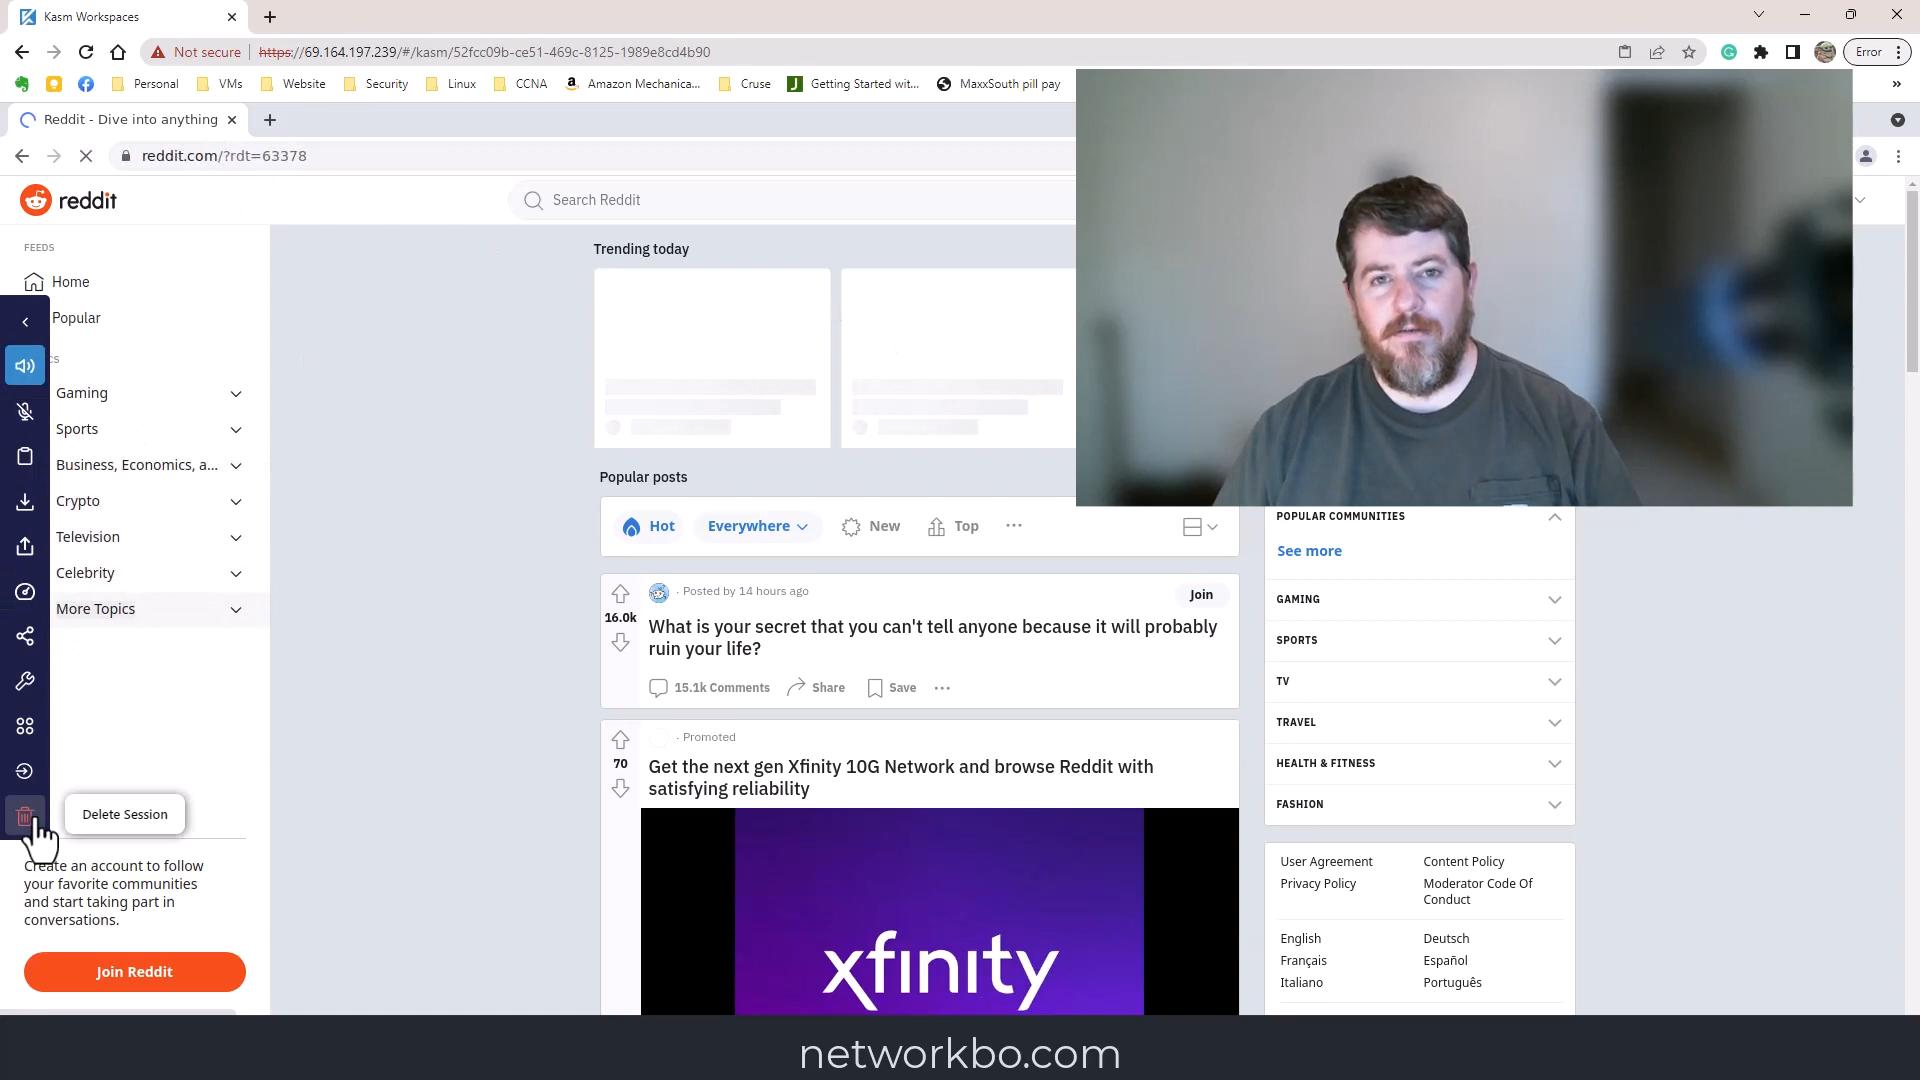 Kasm Workspaces
Not secure
https://69.164.197.239/#/kasm/52fcc09b-ce51-469c-8125-1989e8cd4b90
Error
Personal
VMs
Website
Security
Linux
CCNA
Amazon Mechanica...
Cruse
Getting Started wit...
MaxxSouth pill pay
»
Reddit - Dive into anything
reddit.com/?rdt=63378
reddit
Search Reddit
FEEDS
Home
Popular
cs
Gaming
Sports
Business, Economics, a...
Crypto
Television
Celebrity
More Topics
Delete Session
Create an account to follow
your favorite communities
and start taking part in
conversations.
Join Reddit
Trending today
Popular posts
Hot
Everywhere
New
Top
16.0k
· Posted by 14 hours ago
Join
What is your secret that you can't tell anyone because it will probably
ruin your life?
15.1k Comments
Share
Save
70
· Promoted
Get the next gen Xfinity 10G Network and browse Reddit with
satisfying reliability
xfinity
POPULAR COMMUNITIES
See more
GAMING
SPORTS
TV
TRAVEL
HEALTH & FITNESS
FASHION
User Agreement
Content Policy
Privacy Policy
Moderator Code Of
Conduct
English
Deutsch
Français
Español
Italiano
Português
networkbo.com